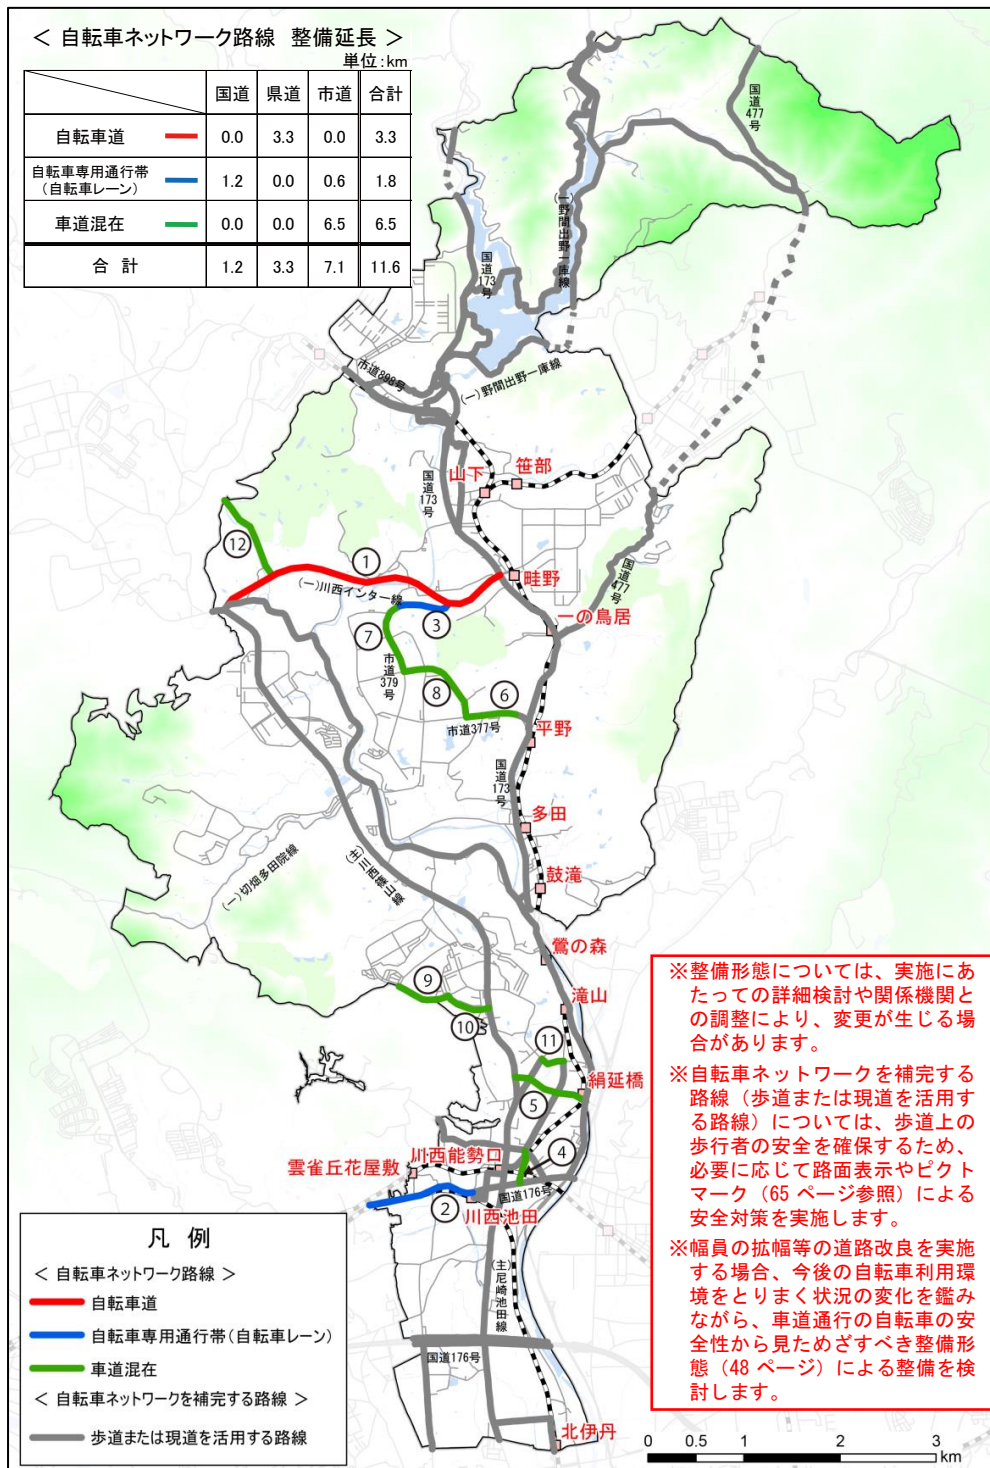 ＜ 自転車ネットワーク路線 整備延長 ＞
単位：km
国道 県道 市道 合計
自転車道 0.0 3.3 0.0 3.3
自転車専用通行帯
（自転車レーン） 1.2 0.0 0.6 1.8
車道混在 0.0 0.0 6.5 6.5
合 計 1.2 3.3 7.1 11.6
国道
477号
(一)野間出野一庫線
国道
173号
市道898号
(一)野間出野一庫線
国道
173号
山下
笹部
⑫
①
畦野
(一)川西インター線
国道
477号
③
一の鳥居
⑦
市道
379
号
⑧
⑥
市道377号
平野
国道
173号
多田
(一)切畑多田院線
(主)川西篠山線
鼓滝
鶯の森
⑨
滝山
⑩
⑪
絹延橋
⑤
④
川西能勢口
雲雀丘花屋敷
国道176号
②
川西池田
(主)尼崎池田線
国道176号
北伊丹
※整備形態については、実施にあ
たっての詳細検討や関係機関と
の調整により、変更が生じる場
合があります。
※自転車ネットワークを補完する
路線（歩道または現道を活用す
る路線）については、歩道上の
歩行者の安全を確保するため、
必要に応じて路面表示やピクト
マーク（65 ページ参照）による
安全対策を実施します。
※幅員の拡幅等の道路改良を実施
する場合、今後の自転車利用環
境をとりまく状況の変化を鑑み
ながら、車道通行の自転車の安
全性から見ためざすべき整備形
態（48 ページ）による整備を検
討します。
凡 例
＜ 自転車ネットワーク路線 ＞
自転車道
自転車専用通行帯（自転車レーン）
車道混在
＜ 自転車ネットワークを補完する路線 ＞
歩道または現道を活用する路線
0 0.5 1 2 3
km